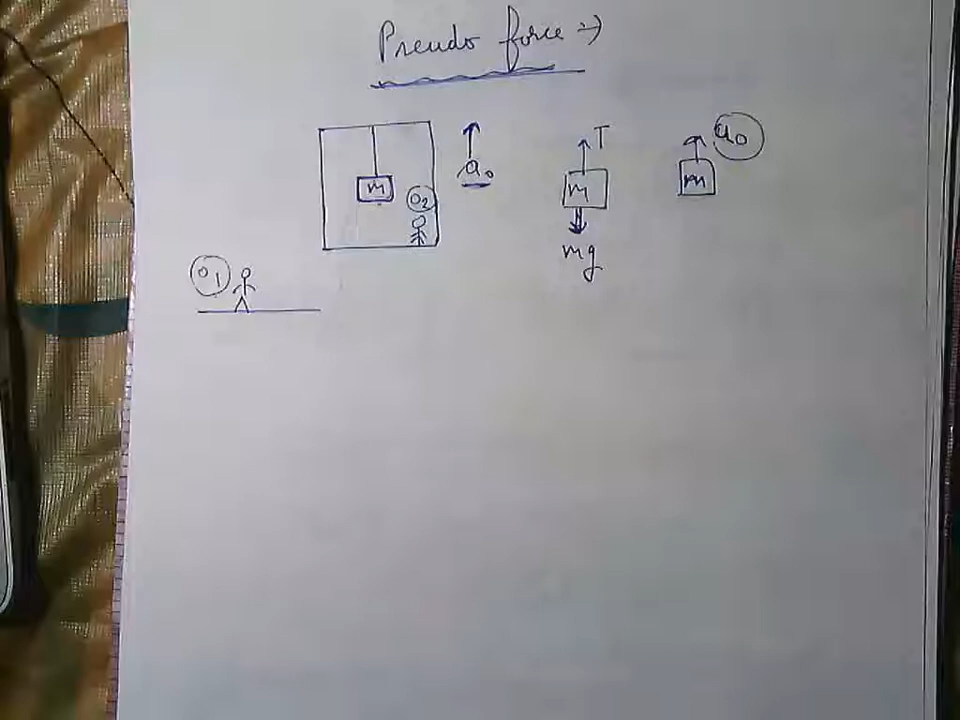 Pseudo force :→
T
a₀
m
a₀
m
m
O₂
mg
O₁